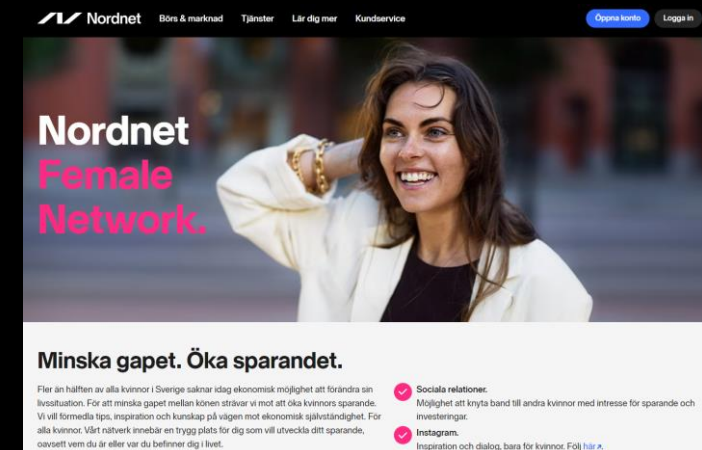 Nordnet Börs & marknad Tjänster Lär dig mer Kundservice Öppna konto Logga in
Nordnet
Female
Network.
Minska gapet. Öka sparandet.
Fler än hälften av alla kvinnor i Sverige saknar idag ekonomisk möjlighet att förändra sin
livssituation. För att minska gapet mellan könen strävar vi mot att öka kvinnors sparande.
Vi vill förmedla tips, inspiration och kunskap på vägen mot ekonomisk självständighet. För
alla kvinnor. Vårt nätverk innebär en trygg plats för dig som vill utveckla ditt sparande,
oavsett vem du är eller var du befinner dig i livet.
Sociala relationer.
Möjlighet att knyta band till andra kvinnor med intresse för sparande och
investeringar.
Instagram.
Inspiration och dialog, bara för kvinnor. Följ här.